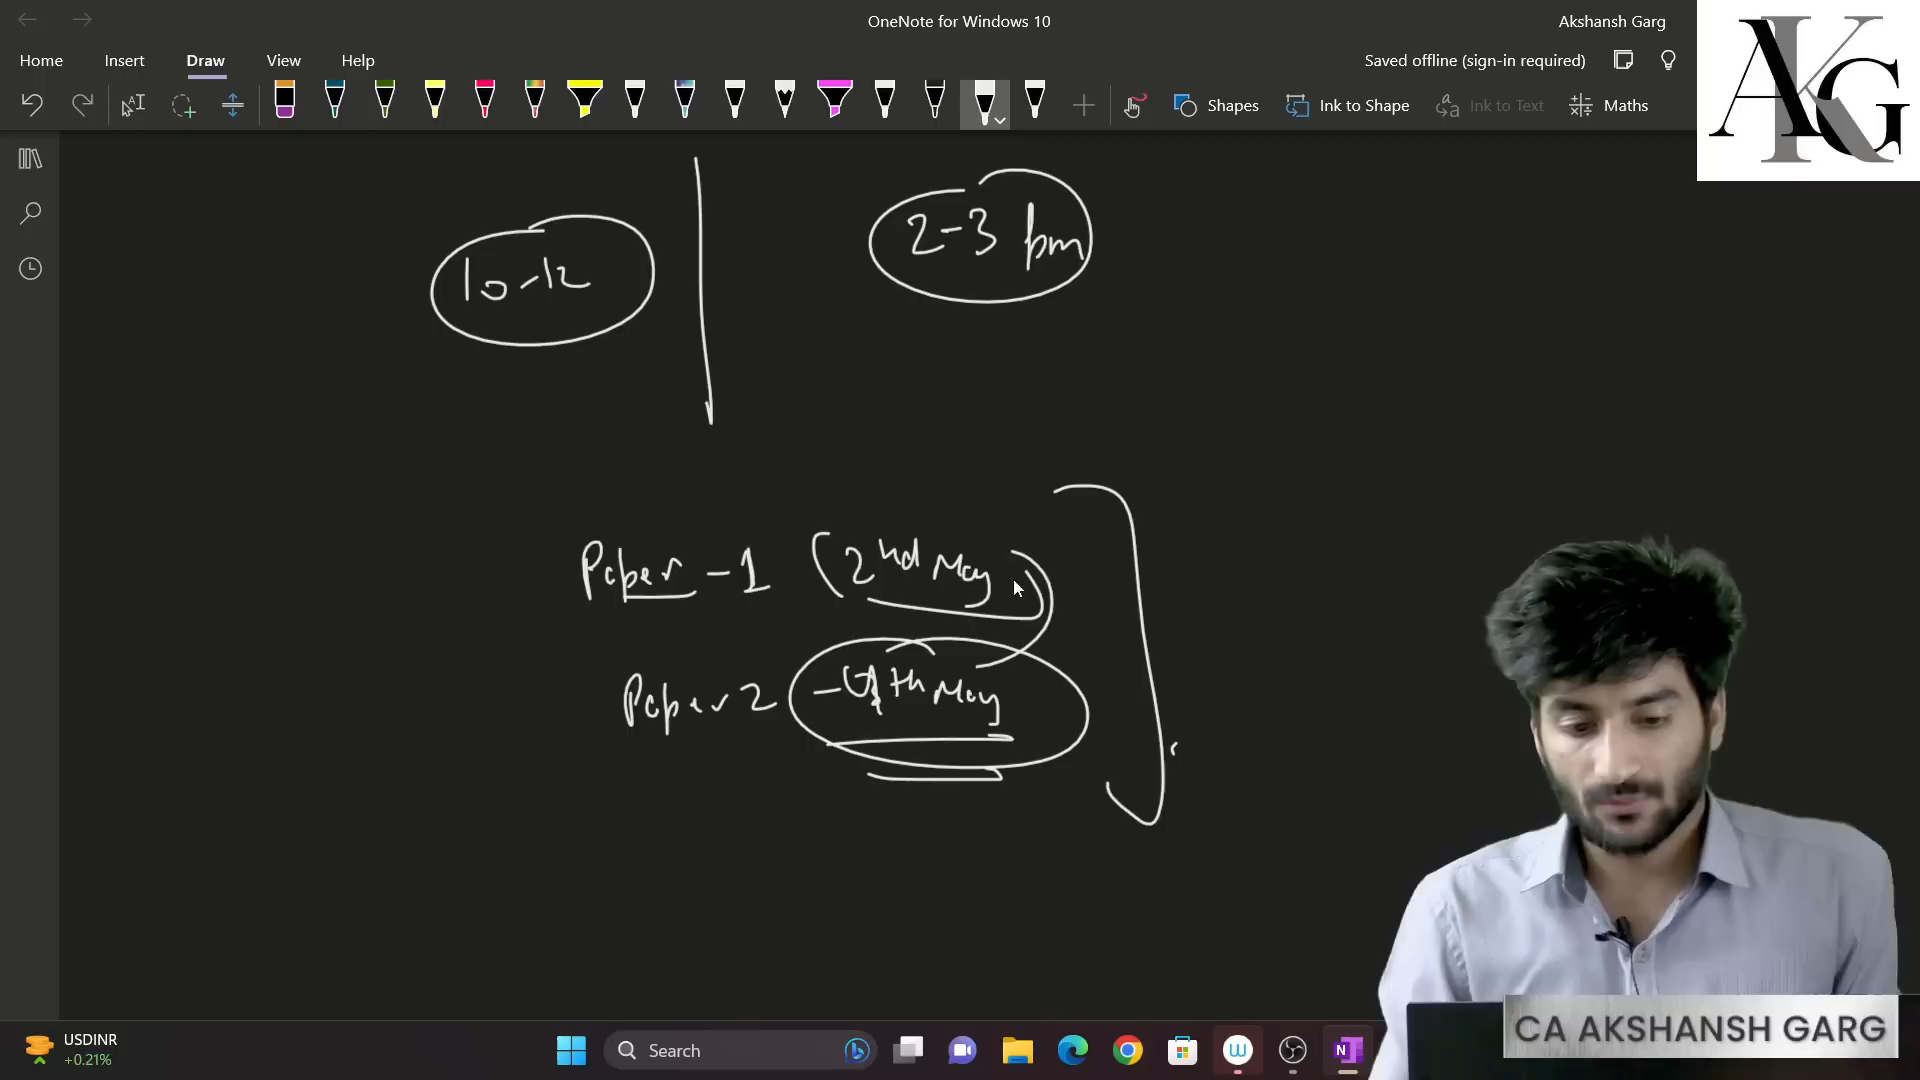 OneNote for Windows 10
Akshansh Garg
Home Insert Draw View Help
Saved offline (sign-in required)
Shapes Ink to Shape Ink to Text Maths
AKG
10-12
2-3 pm
Paper -1 (2nd May)
Paper 2 -4th May
CA AKSHANSH GARG
USDINR
+0.21%
Search